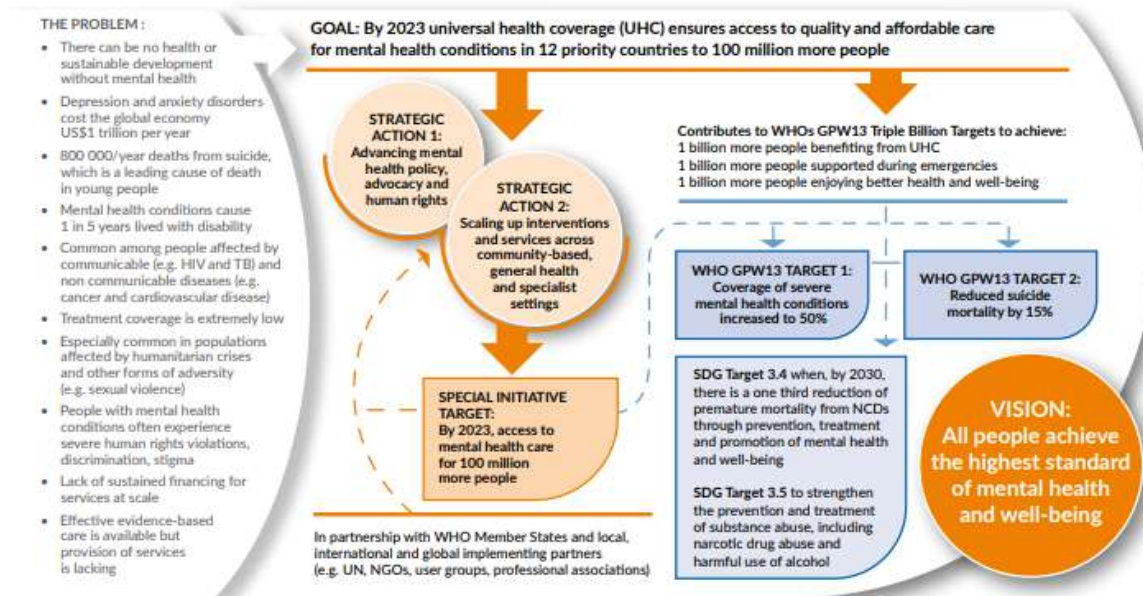 THE PROBLEM :
• There can be no health or
sustainable development
without mental health
• Depression and anxiety disorders
cost the global economy
US$1 trillion per year
• 800 000/year deaths from suicide,
which is a leading cause of death
in young people
• Mental health conditions cause
1 in 5 years lived with disability
• Common among people affected by
communicable (e.g. HIV and TB) and
non communicable diseases (e.g.
cancer and cardiovascular disease)
• Treatment coverage is extremely low
• Especially common in populations
affected by humanitarian crises
and other forms of adversity
(e.g. sexual violence)
• People with mental health
conditions often experience
severe human rights violations,
discrimination, stigma
• Lack of sustained financing for
services at scale
• Effective evidence-based
care is available but
provision of services
is lacking
GOAL: By 2023 universal health coverage (UHC) ensures access to quality and affordable care
for mental health conditions in 12 priority countries to 100 million more people
STRATEGIC
ACTION 1:
Advancing mental
health policy,
advocacy and
human rights
STRATEGIC
ACTION 2:
Scaling up interventions
and services across
community-based,
general health
and specialist
settings
SPECIAL INITIATIVE
TARGET:
By 2023, access to
mental health care
for 100 million
more people
In partnership with WHO Member States and local,
international and global implementing partners
(e.g. UN, NGOs, user groups, professional associations)
Contributes to WHOs GPW13 Triple Billion Targets to achieve:
1 billion more people benefiting from UHC
1 billion more people supported during emergencies
1 billion more people enjoying better health and well-being
WHO GPW13 TARGET 1:
Coverage of severe
mental health conditions
increased to 50%
WHO GPW13 TARGET 2:
Reduced suicide
mortality by 15%
SDG Target 3.4 when, by 2030,
there is a one third reduction of
premature mortality from NCDs
through prevention, treatment
and promotion of mental health
and well-being
SDG Target 3.5 to strengthen
the prevention and treatment
of substance abuse, including
narcotic drug abuse and
harmful use of alcohol
VISION:
All people achieve
the highest standard
of mental health
and well-being